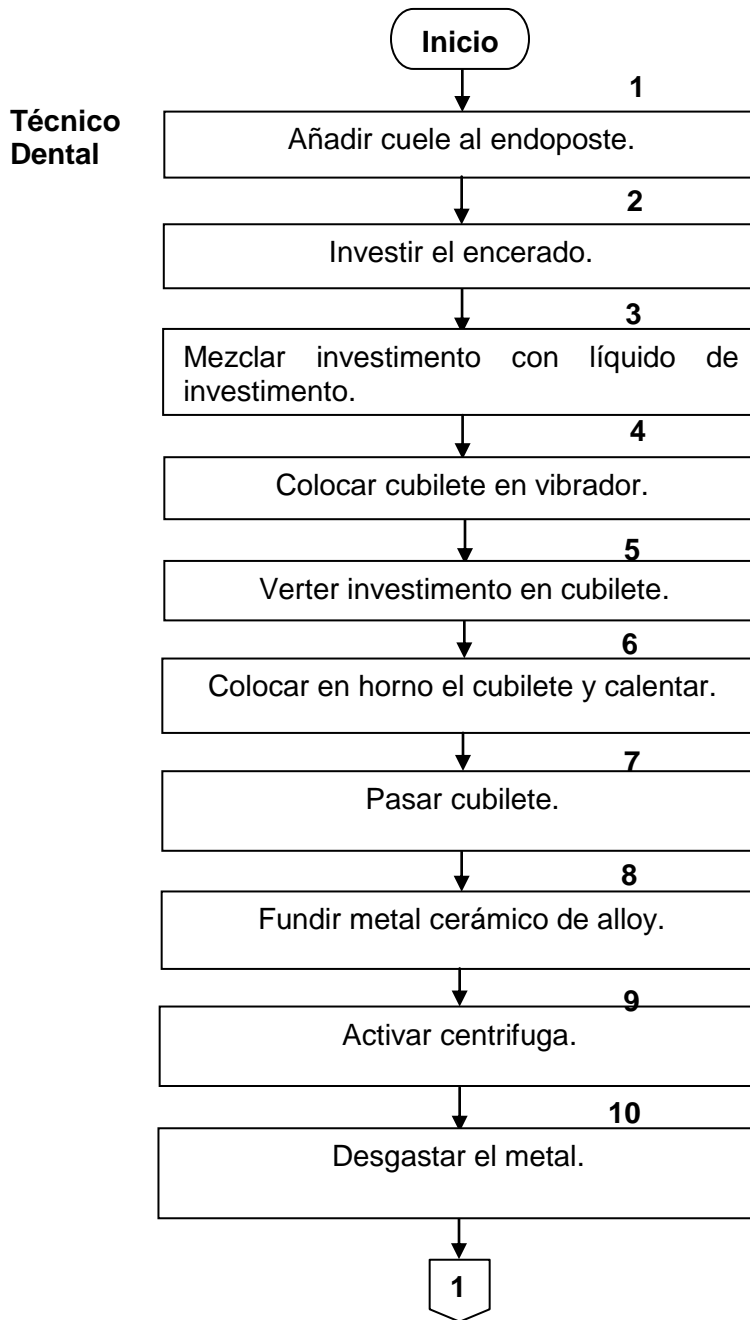 Inicio
1
Técnico
Dental
Añadir cuele al endoposte.
2
Investir el encerado.
3
Mezclar investimento con líquido de
investimento.
4
Colocar cubilete en vibrador.
5
Verter investimento en cubilete.
6
Colocar en horno el cubilete y calentar.
7
Pasar cubilete.
8
Fundir metal cerámico de alloy.
9
Activar centrifuga.
10
Desgastar el metal.
1